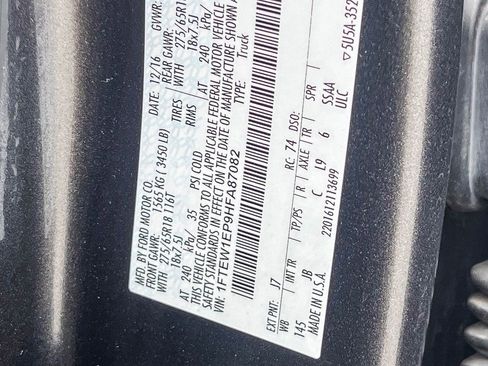 MFD. BY FORD MOTOR CO.
DATE: 12/16 GVWR:
FRONT GAWR: 1565 KG ( 3450 LB) REAR GAWR:
WITH 275/65R18 116T TIRES WITH 275/65R1
18x7.5J RIMS 18x7.5J
AT 240 kPa/ 35 PSI COLD AT 240 kPa/
THIS VEHICLE CONFORMS TO ALL APPLICABLE FEDERAL MOTOR VEHICLE
SAFETY STANDARDS IN EFFECT ON THE DATE OF MANUFACTURE SHOWN
VIN: 1FTEW1EP9HFA87082 TYPE: Truck
EXT PNT: J7 RC: 74 DSO:
WB INT TR TP/PS R AXLE TR SPR
145 JB C L9 6 SSAA
MADE IN U.S.A. 2201612113699 ULC
5U5A-352